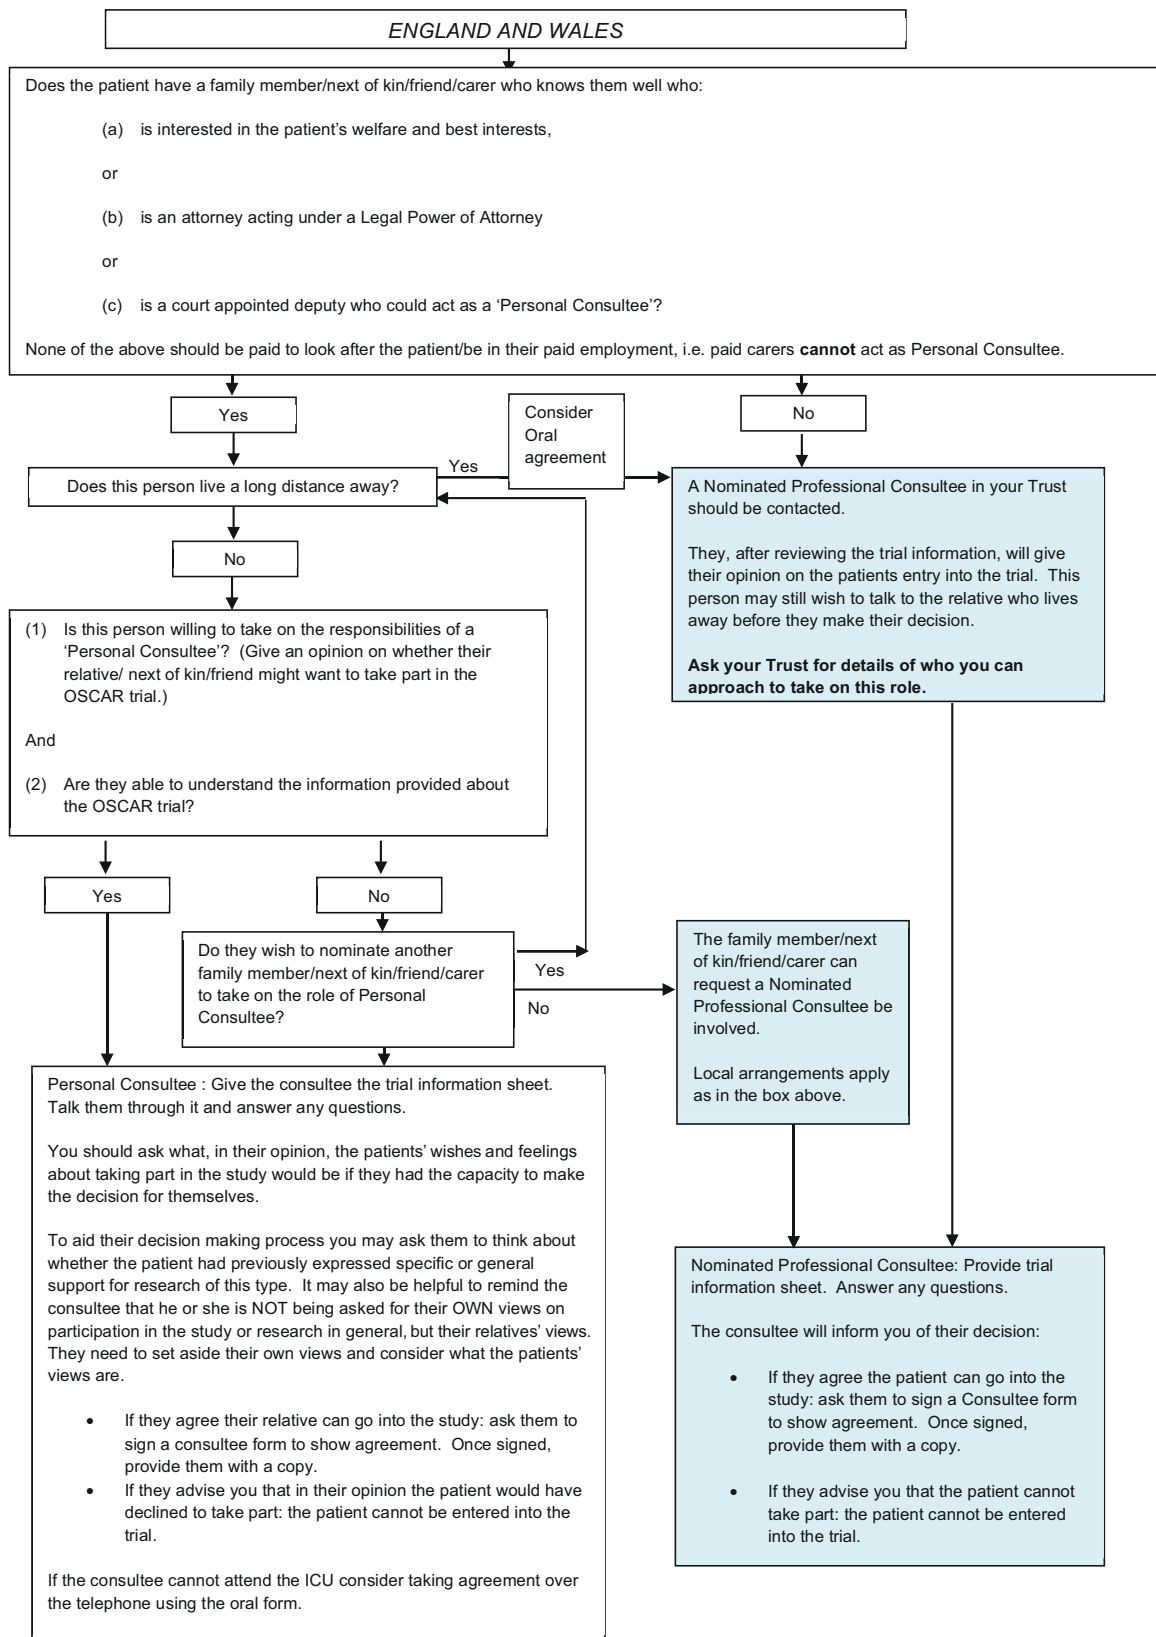 ENGLAND AND WALES
Does the patient have a family member/next of kin/friend/carer who knows them well who:
(a) is interested in the patient’s welfare and best interests,
or
(b) is an attorney acting under a Legal Power of Attorney
or
(c) is a court appointed deputy who could act as a ‘Personal Consultee’?
None of the above should be paid to look after the patient/be in their paid employment, i.e. paid carers cannot act as Personal Consultee.
Yes
Consider
Oral
agreement
No
Does this person live a long distance away?
Yes
A Nominated Professional Consultee in your Trust
should be contacted.
They, after reviewing the trial information, will give
their opinion on the patients entry into the trial. This
person may still wish to talk to the relative who lives
away before they make their decision.
Ask your Trust for details of who you can
approach to take on this role.
No
(1) Is this person willing to take on the responsibilities of a
‘Personal Consultee’? (Give an opinion on whether their
relative/ next of kin/friend might want to take part in the
OSCAR trial.)
And
(2) Are they able to understand the information provided about
the OSCAR trial?
Yes
No
Do they wish to nominate another
family member/next of kin/friend/carer
to take on the role of Personal
Consultee?
Yes
No
The family member/next
of kin/friend/carer can
request a Nominated
Professional Consultee be
involved.
Local arrangements apply
as in the box above.
Personal Consultee : Give the consultee the trial information sheet.
Talk them through it and answer any questions.
You should ask what, in their opinion, the patients’ wishes and feelings
about taking part in the study would be if they had the capacity to make
the decision for themselves.
To aid their decision making process you may ask them to think about
whether the patient had previously expressed specific or general
support for research of this type. It may also be helpful to remind the
consultee that he or she is NOT being asked for their OWN views on
participation in the study or research in general, but their relatives’ views.
They need to set aside their own views and consider what the patients’
views are.
• If they agree their relative can go into the study: ask them to
sign a consultee form to show agreement. Once signed,
provide them with a copy.
• If they advise you that in their opinion the patient would have
declined to take part: the patient cannot be entered into the
trial.
If the consultee cannot attend the ICU consider taking agreement over
the telephone using the oral form.
Nominated Professional Consultee: Provide trial
information sheet. Answer any questions.
The consultee will inform you of their decision:
• If they agree the patient can go into the
study: ask them to sign a Consultee form
to show agreement. Once signed,
provide them with a copy.
• If they advise you that the patient cannot
take part: the patient cannot be entered
into the trial.